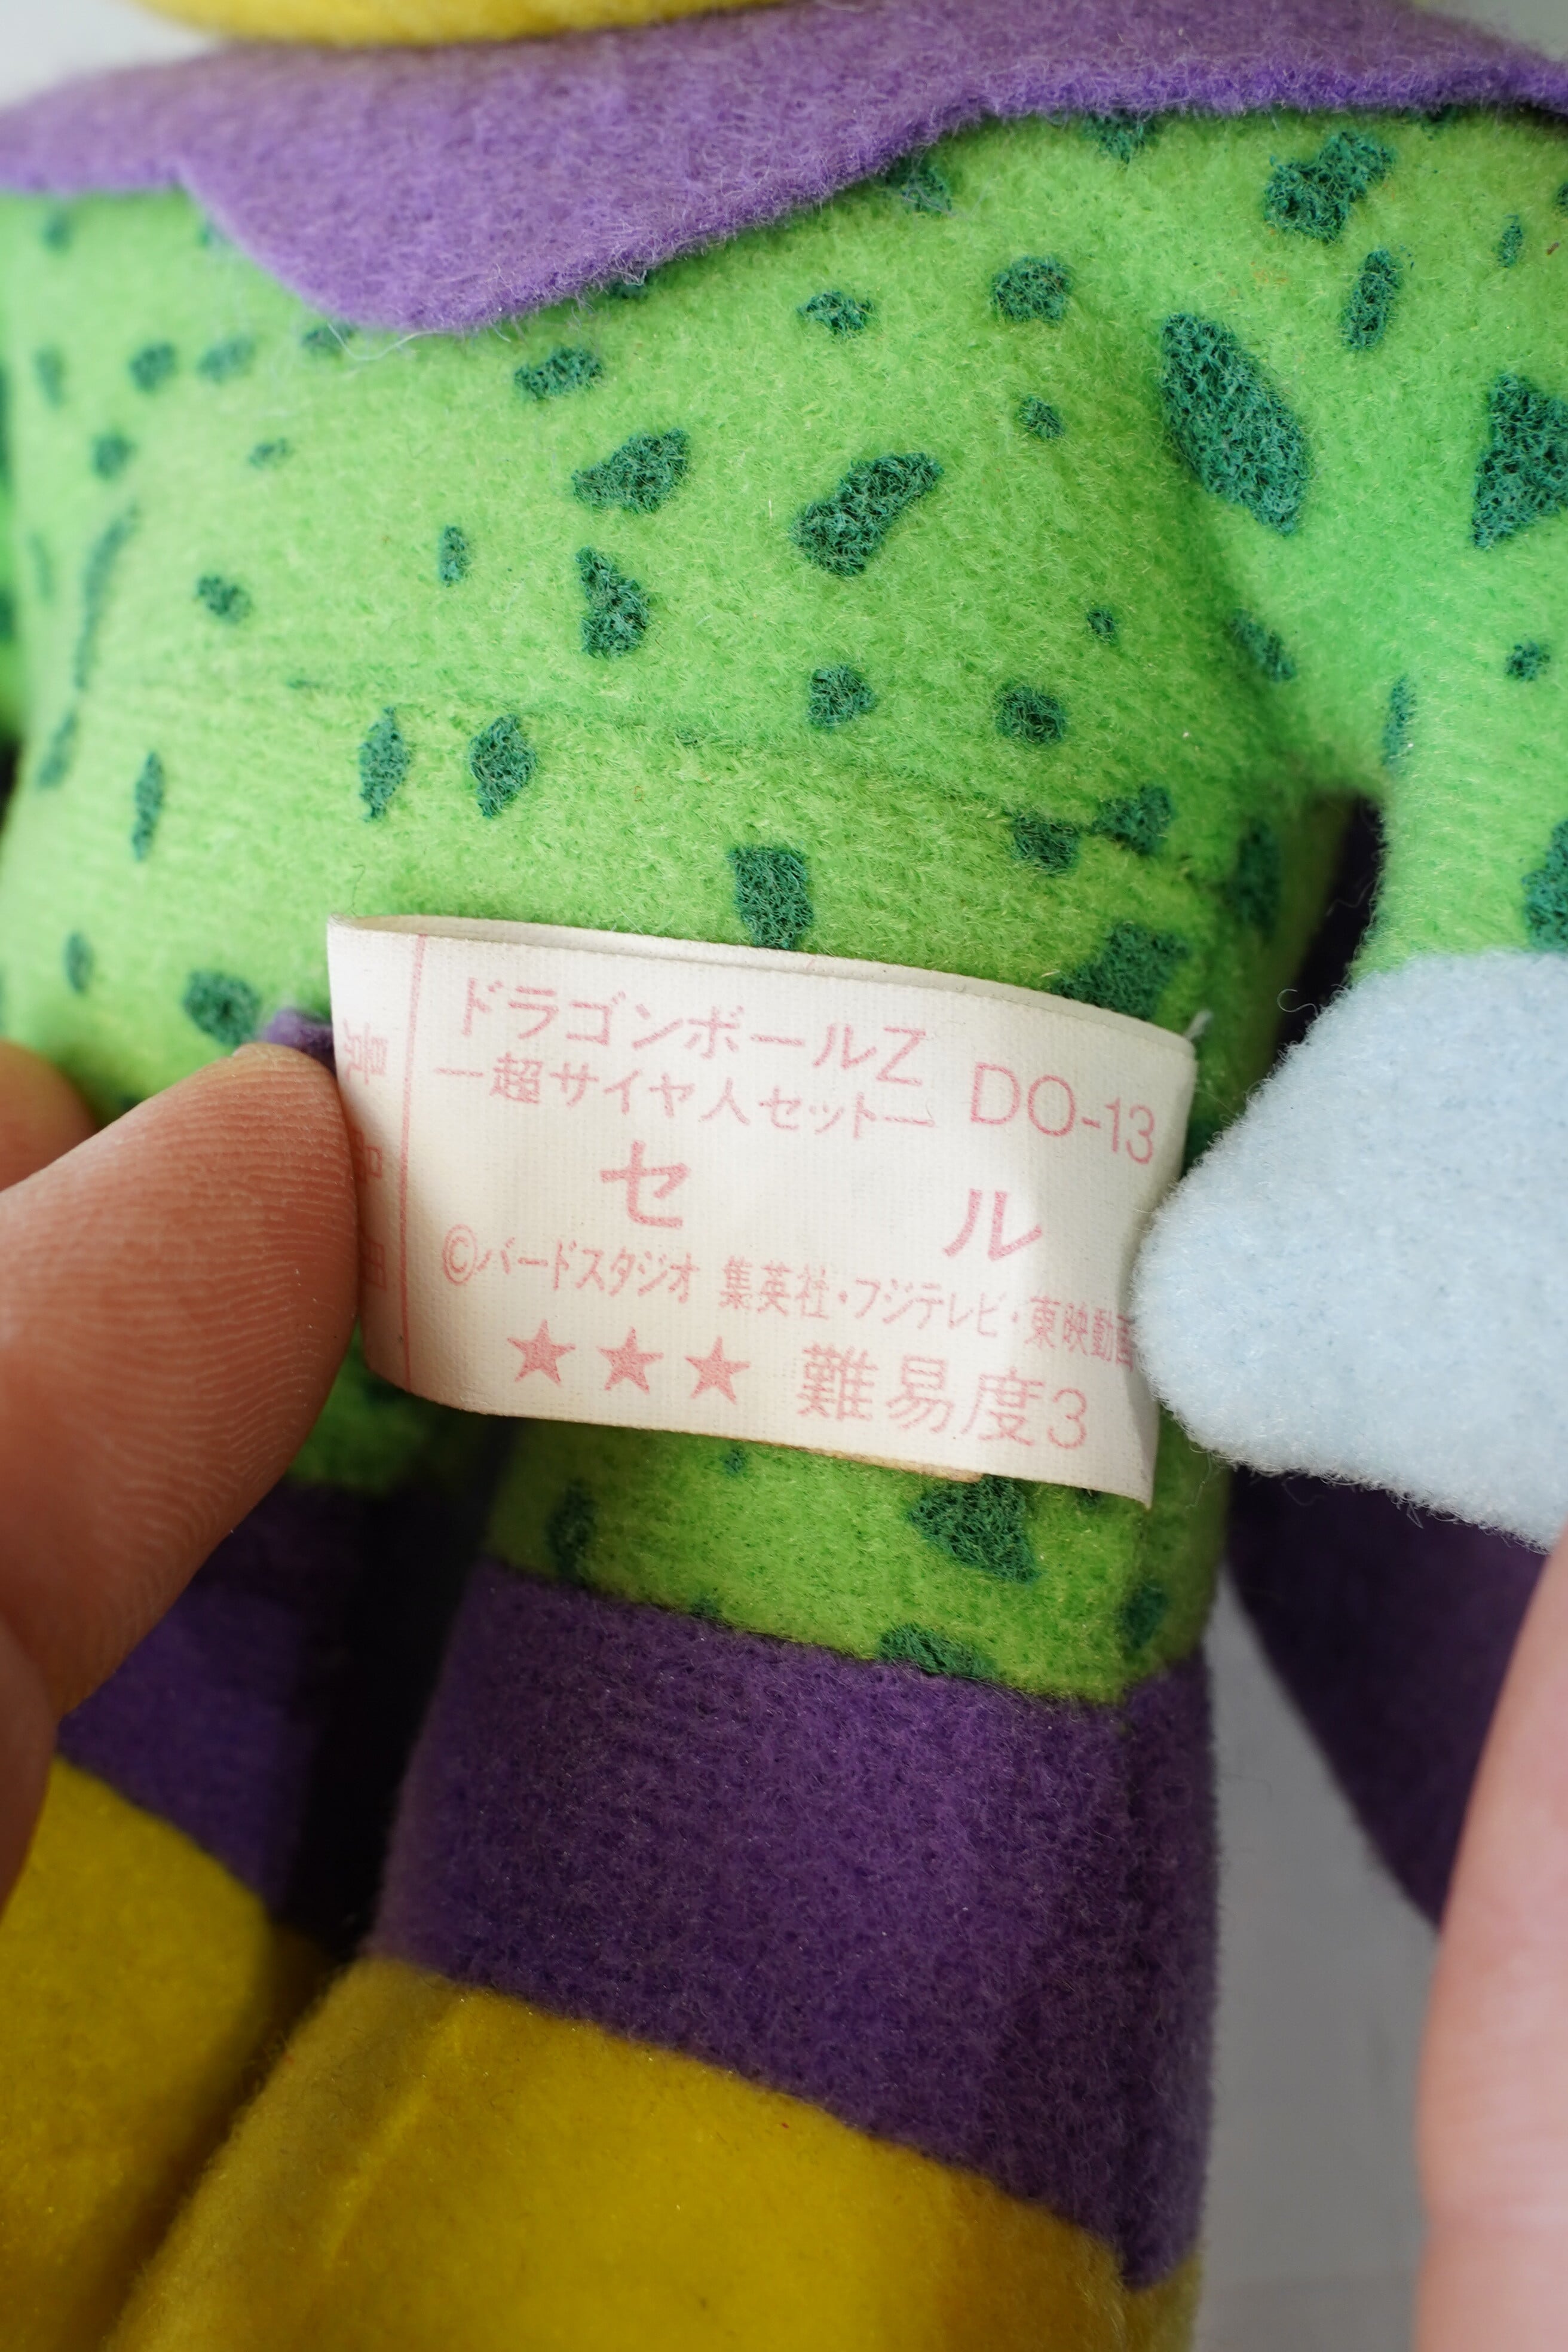 ドラゴンボールZ DO-13
―超サイヤ人セット―
セル
©バードスタジオ 集英社・フジテレビ・東映動画
★★★ 難易度3
景